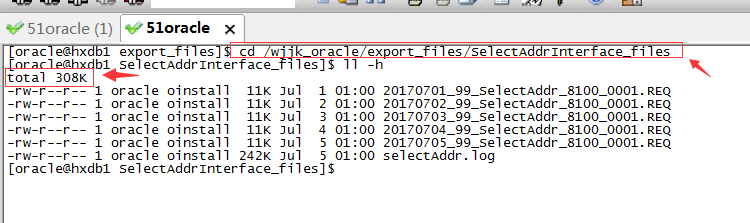 51oracle (1) 51oracle
[oracle@hxdb1 export_files]$ cd /wjjk_oracle/export_files/SelectAddrInterface_files
[oracle@hxdb1 SelectAddrInterface_files]$ ll -h
total 308K
-rw-r--r-- 1 oracle oinstall  11K Jul  1 01:00 20170701_99_SelectAddr_8100_0001.REQ
-rw-r--r-- 1 oracle oinstall  11K Jul  2 01:00 20170702_99_SelectAddr_8100_0001.REQ
-rw-r--r-- 1 oracle oinstall  11K Jul  3 01:00 20170703_99_SelectAddr_8100_0001.REQ
-rw-r--r-- 1 oracle oinstall  11K Jul  4 01:00 20170704_99_SelectAddr_8100_0001.REQ
-rw-r--r-- 1 oracle oinstall  11K Jul  5 01:00 20170705_99_SelectAddr_8100_0001.REQ
-rw-r--r-- 1 oracle oinstall 242K Jul  5 01:00 selectAddr.log
[oracle@hxdb1 SelectAddrInterface_files]$